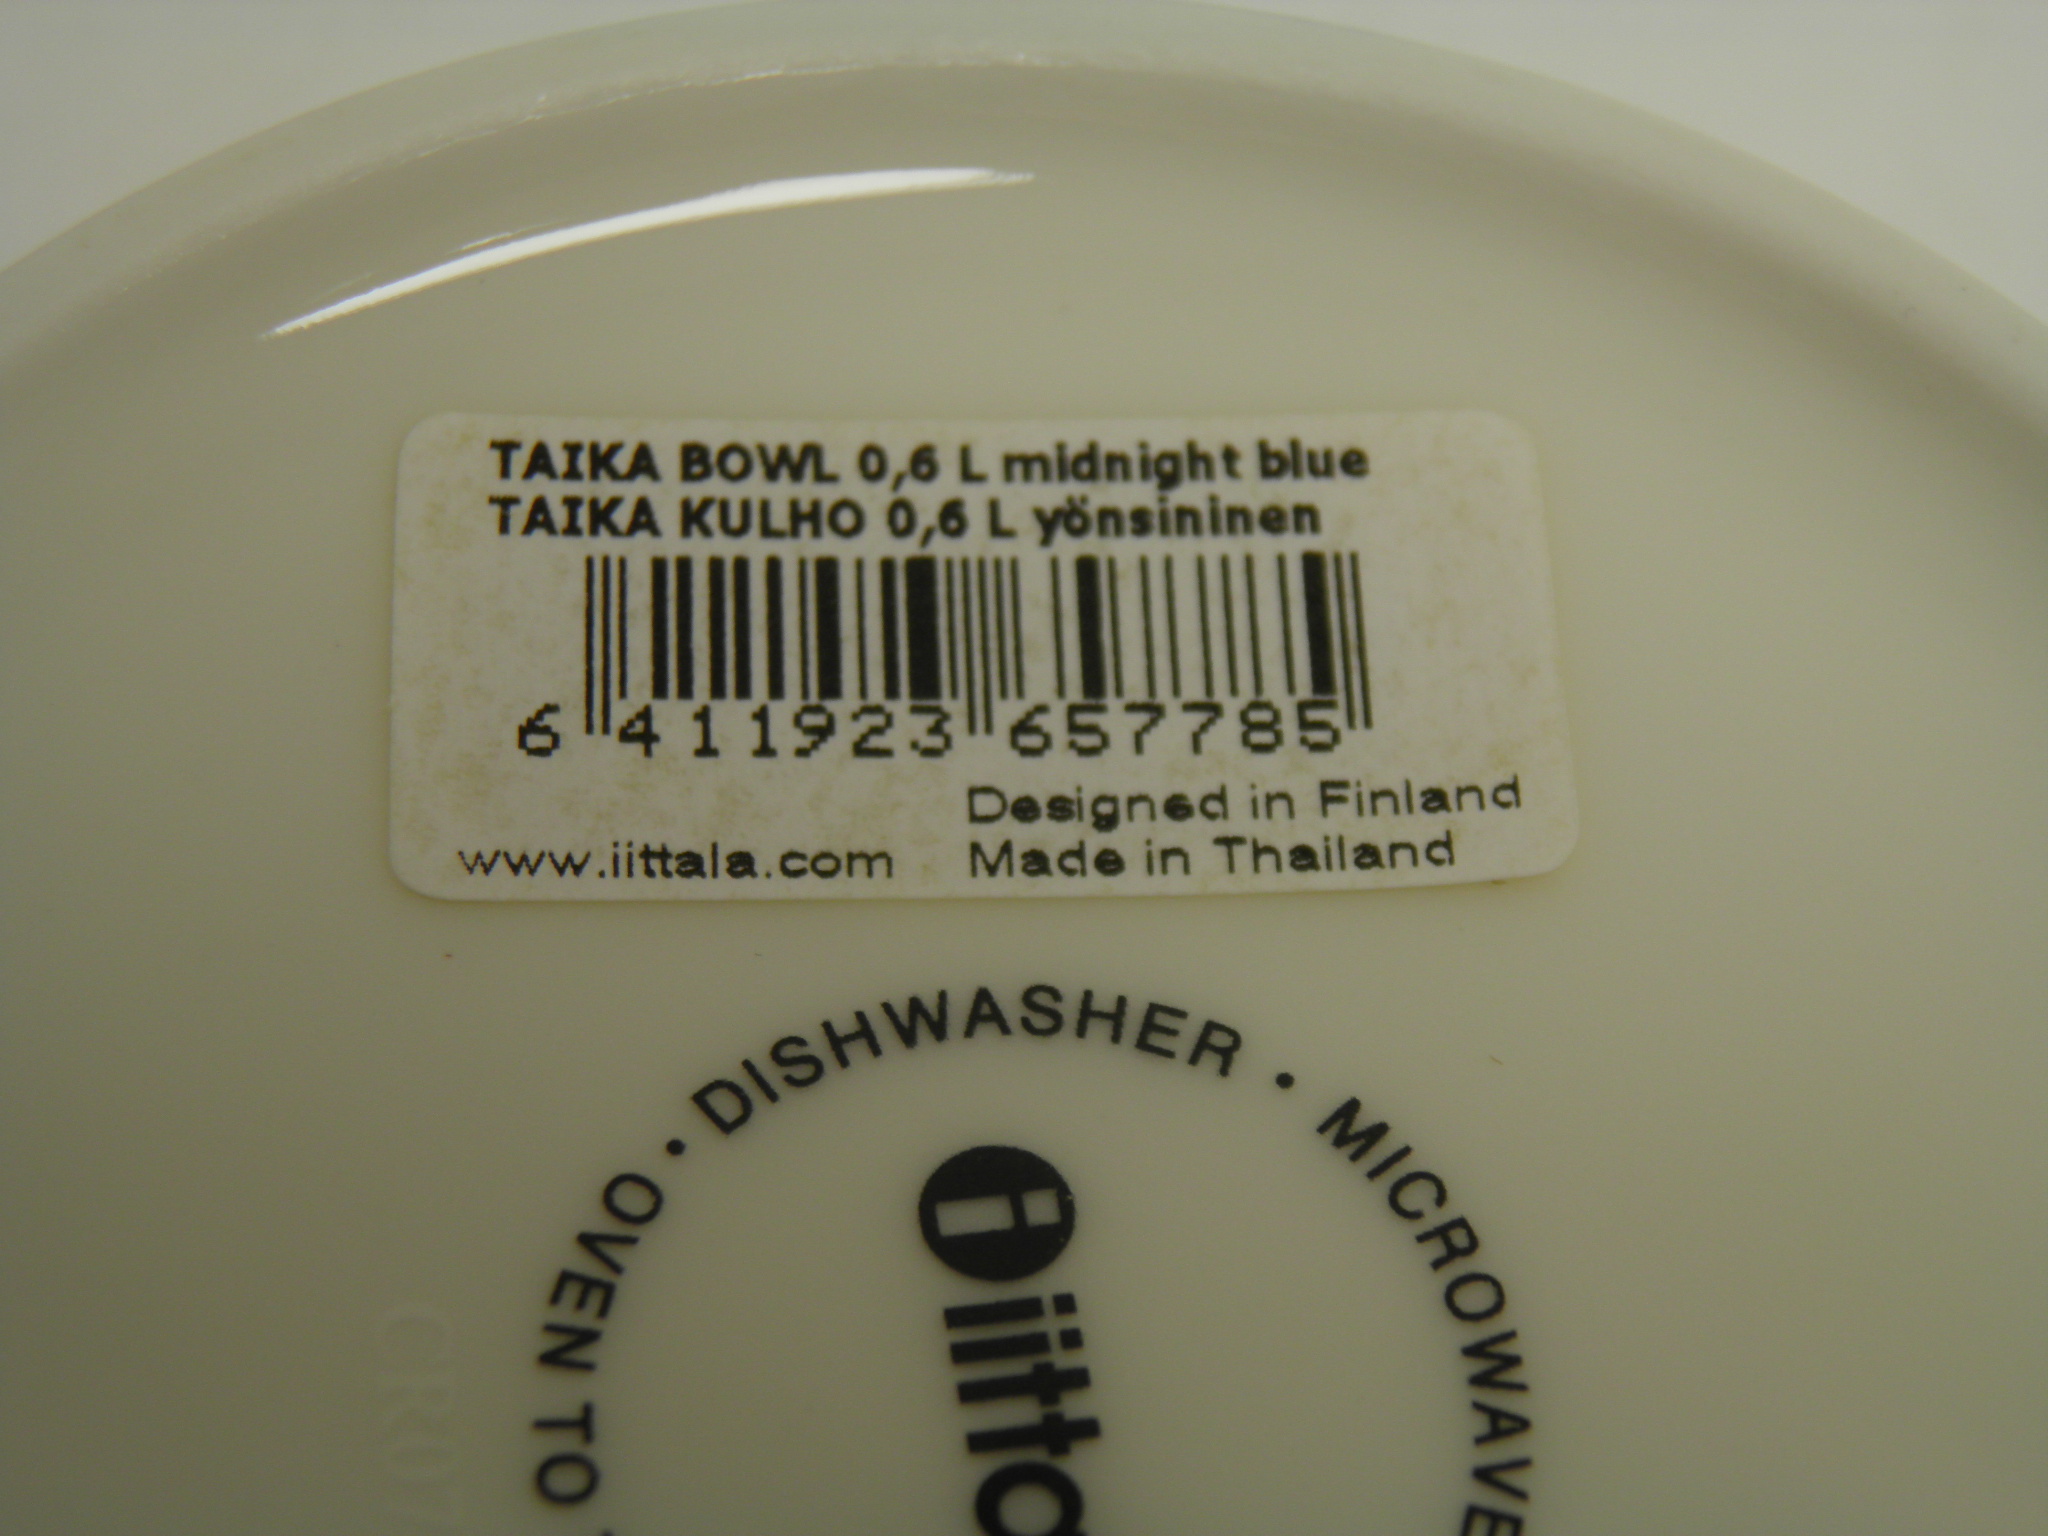 TAIKA BOWL 0,6 L midnight blue
TAIKA KULHO 0,6 L yönsininen
6 411923 657785
Designed in Finland
www.iittala.com Made in Thailand
OVEN TO • DISHWASHER • MICROWAVE
iitta